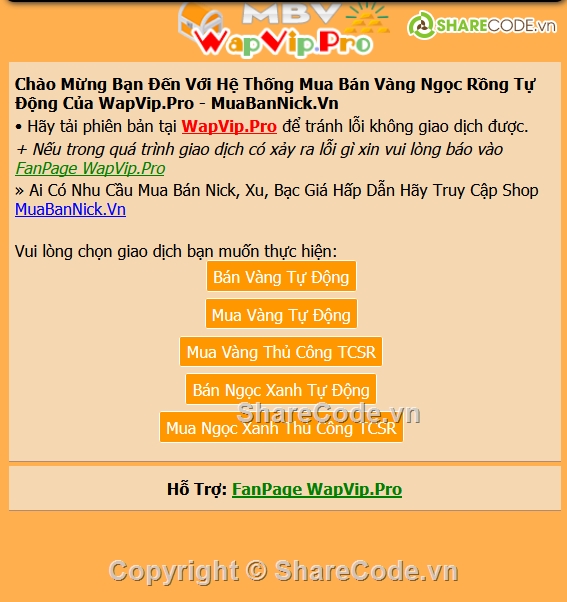 MBV
WapVip.Pro
SHARECODE.vn
Chào Mừng Bạn Đến Với Hệ Thống Mua Bán Vàng Ngọc Rồng Tự
Động Của WapVip.Pro - MuaBanNick.Vn
• Hãy tải phiên bản tại WapVip.Pro để tránh lỗi không giao dịch được.
+ Nếu trong quá trình giao dịch có xảy ra lỗi gì xin vui lòng báo vào
FanPage WapVip.Pro
» Ai Có Nhu Cầu Mua Bán Nick, Xu, Bạc Giá Hấp Dẫn Hãy Truy Cập Shop
MuaBanNick.Vn
Vui lòng chọn giao dịch bạn muốn thực hiện:
Bán Vàng Tự Động
Mua Vàng Tự Động
Mua Vàng Thủ Công TCSR
Bán Ngọc Xanh Tự Động
ShareCode.vn
Mua Ngọc Xanh Thủ Công TCSR
Hỗ Trợ: FanPage WapVip.Pro
Copyright © ShareCode.vn